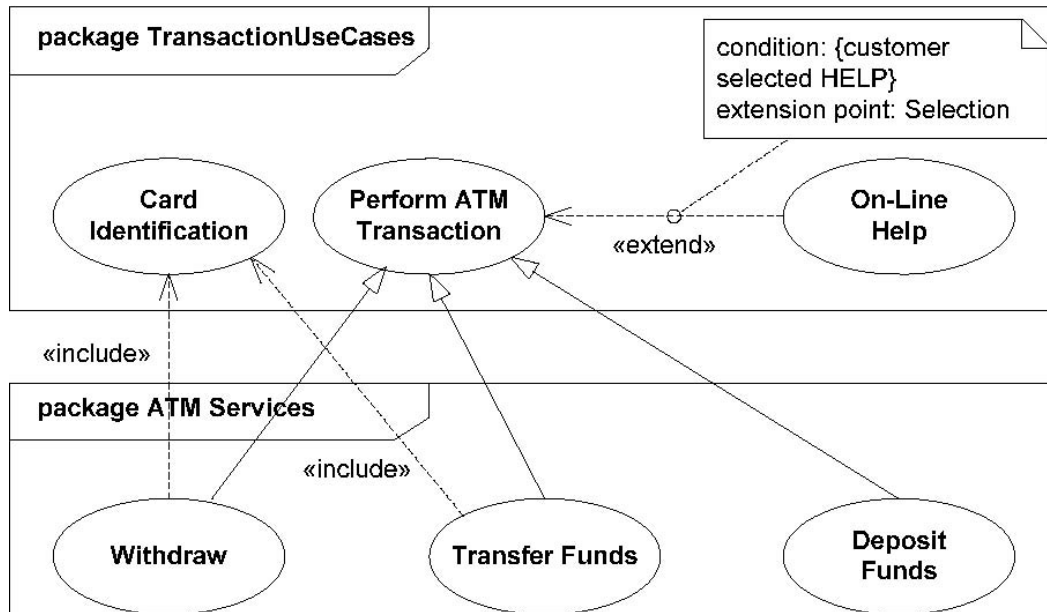 package TransactionUseCases
condition: {customer
selected HELP}
extension point: Selection
Card
Identification
Perform ATM
Transaction
On-Line
Help
«extend»
«include»
package ATM Services
«include»
Withdraw
Transfer Funds
Deposit
Funds